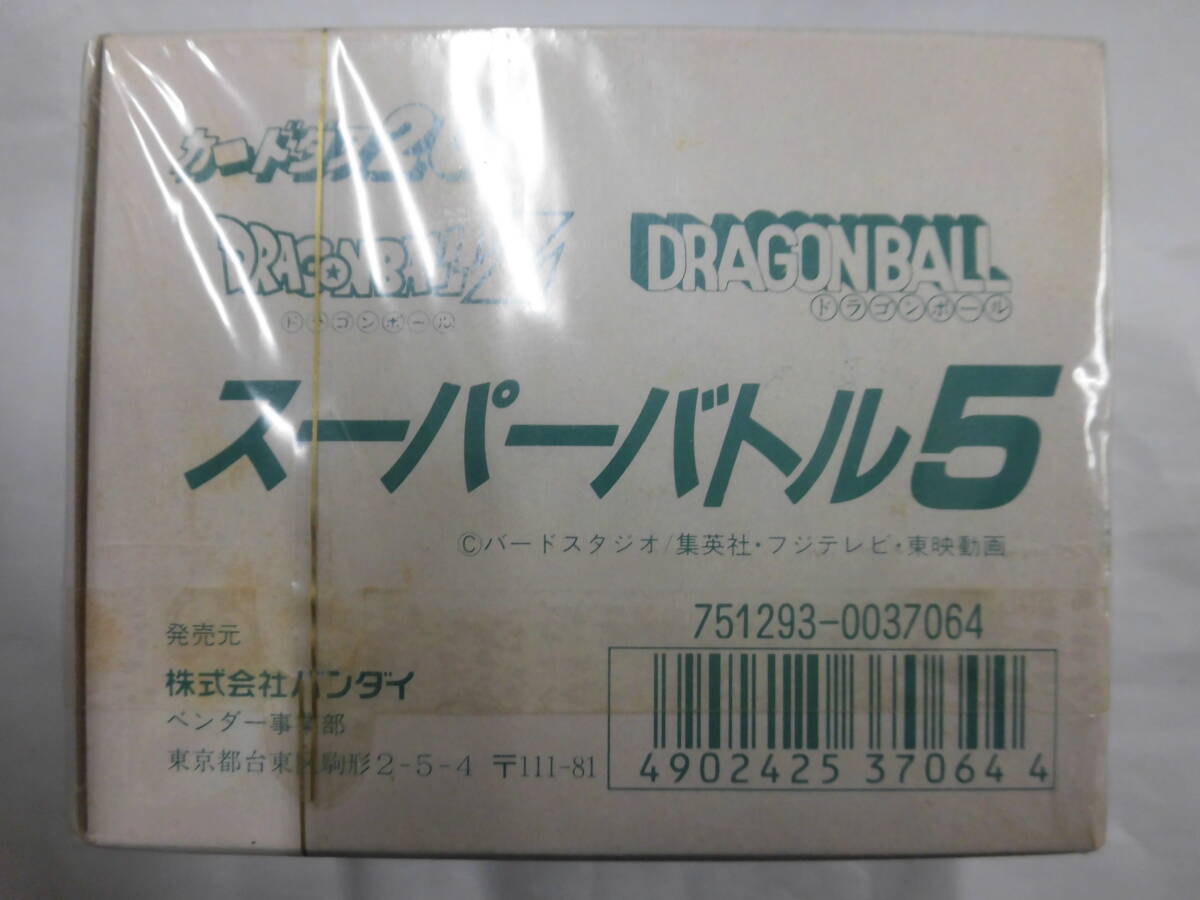 カードダス20
DRAGONBALL Z
ドラゴンボール
DRAGONBALL
ドラゴンボール
スーパーバトル5
©バードスタジオ/集英社・フジテレビ・東映動画
発売元
株式会社バンダイ
ベンダー事業部
東京都台東区駒形2-5-4 〒111-81
751293-0037064
4902425370644